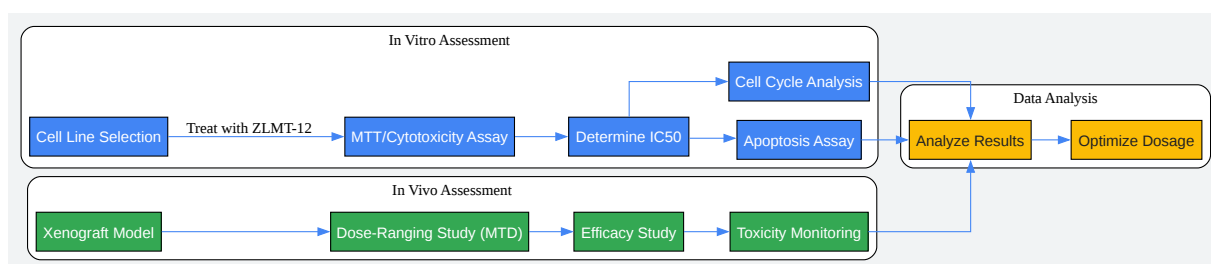 In Vitro Assessment
Cell Line Selection
Treat with ZLMT-12
MTT/Cytotoxicity Assay
Determine IC50
Cell Cycle Analysis
Apoptosis Assay
Data Analysis
Analyze Results
Optimize Dosage
In Vivo Assessment
Xenograft Model
Dose-Ranging Study (MTD)
Efficacy Study
Toxicity Monitoring